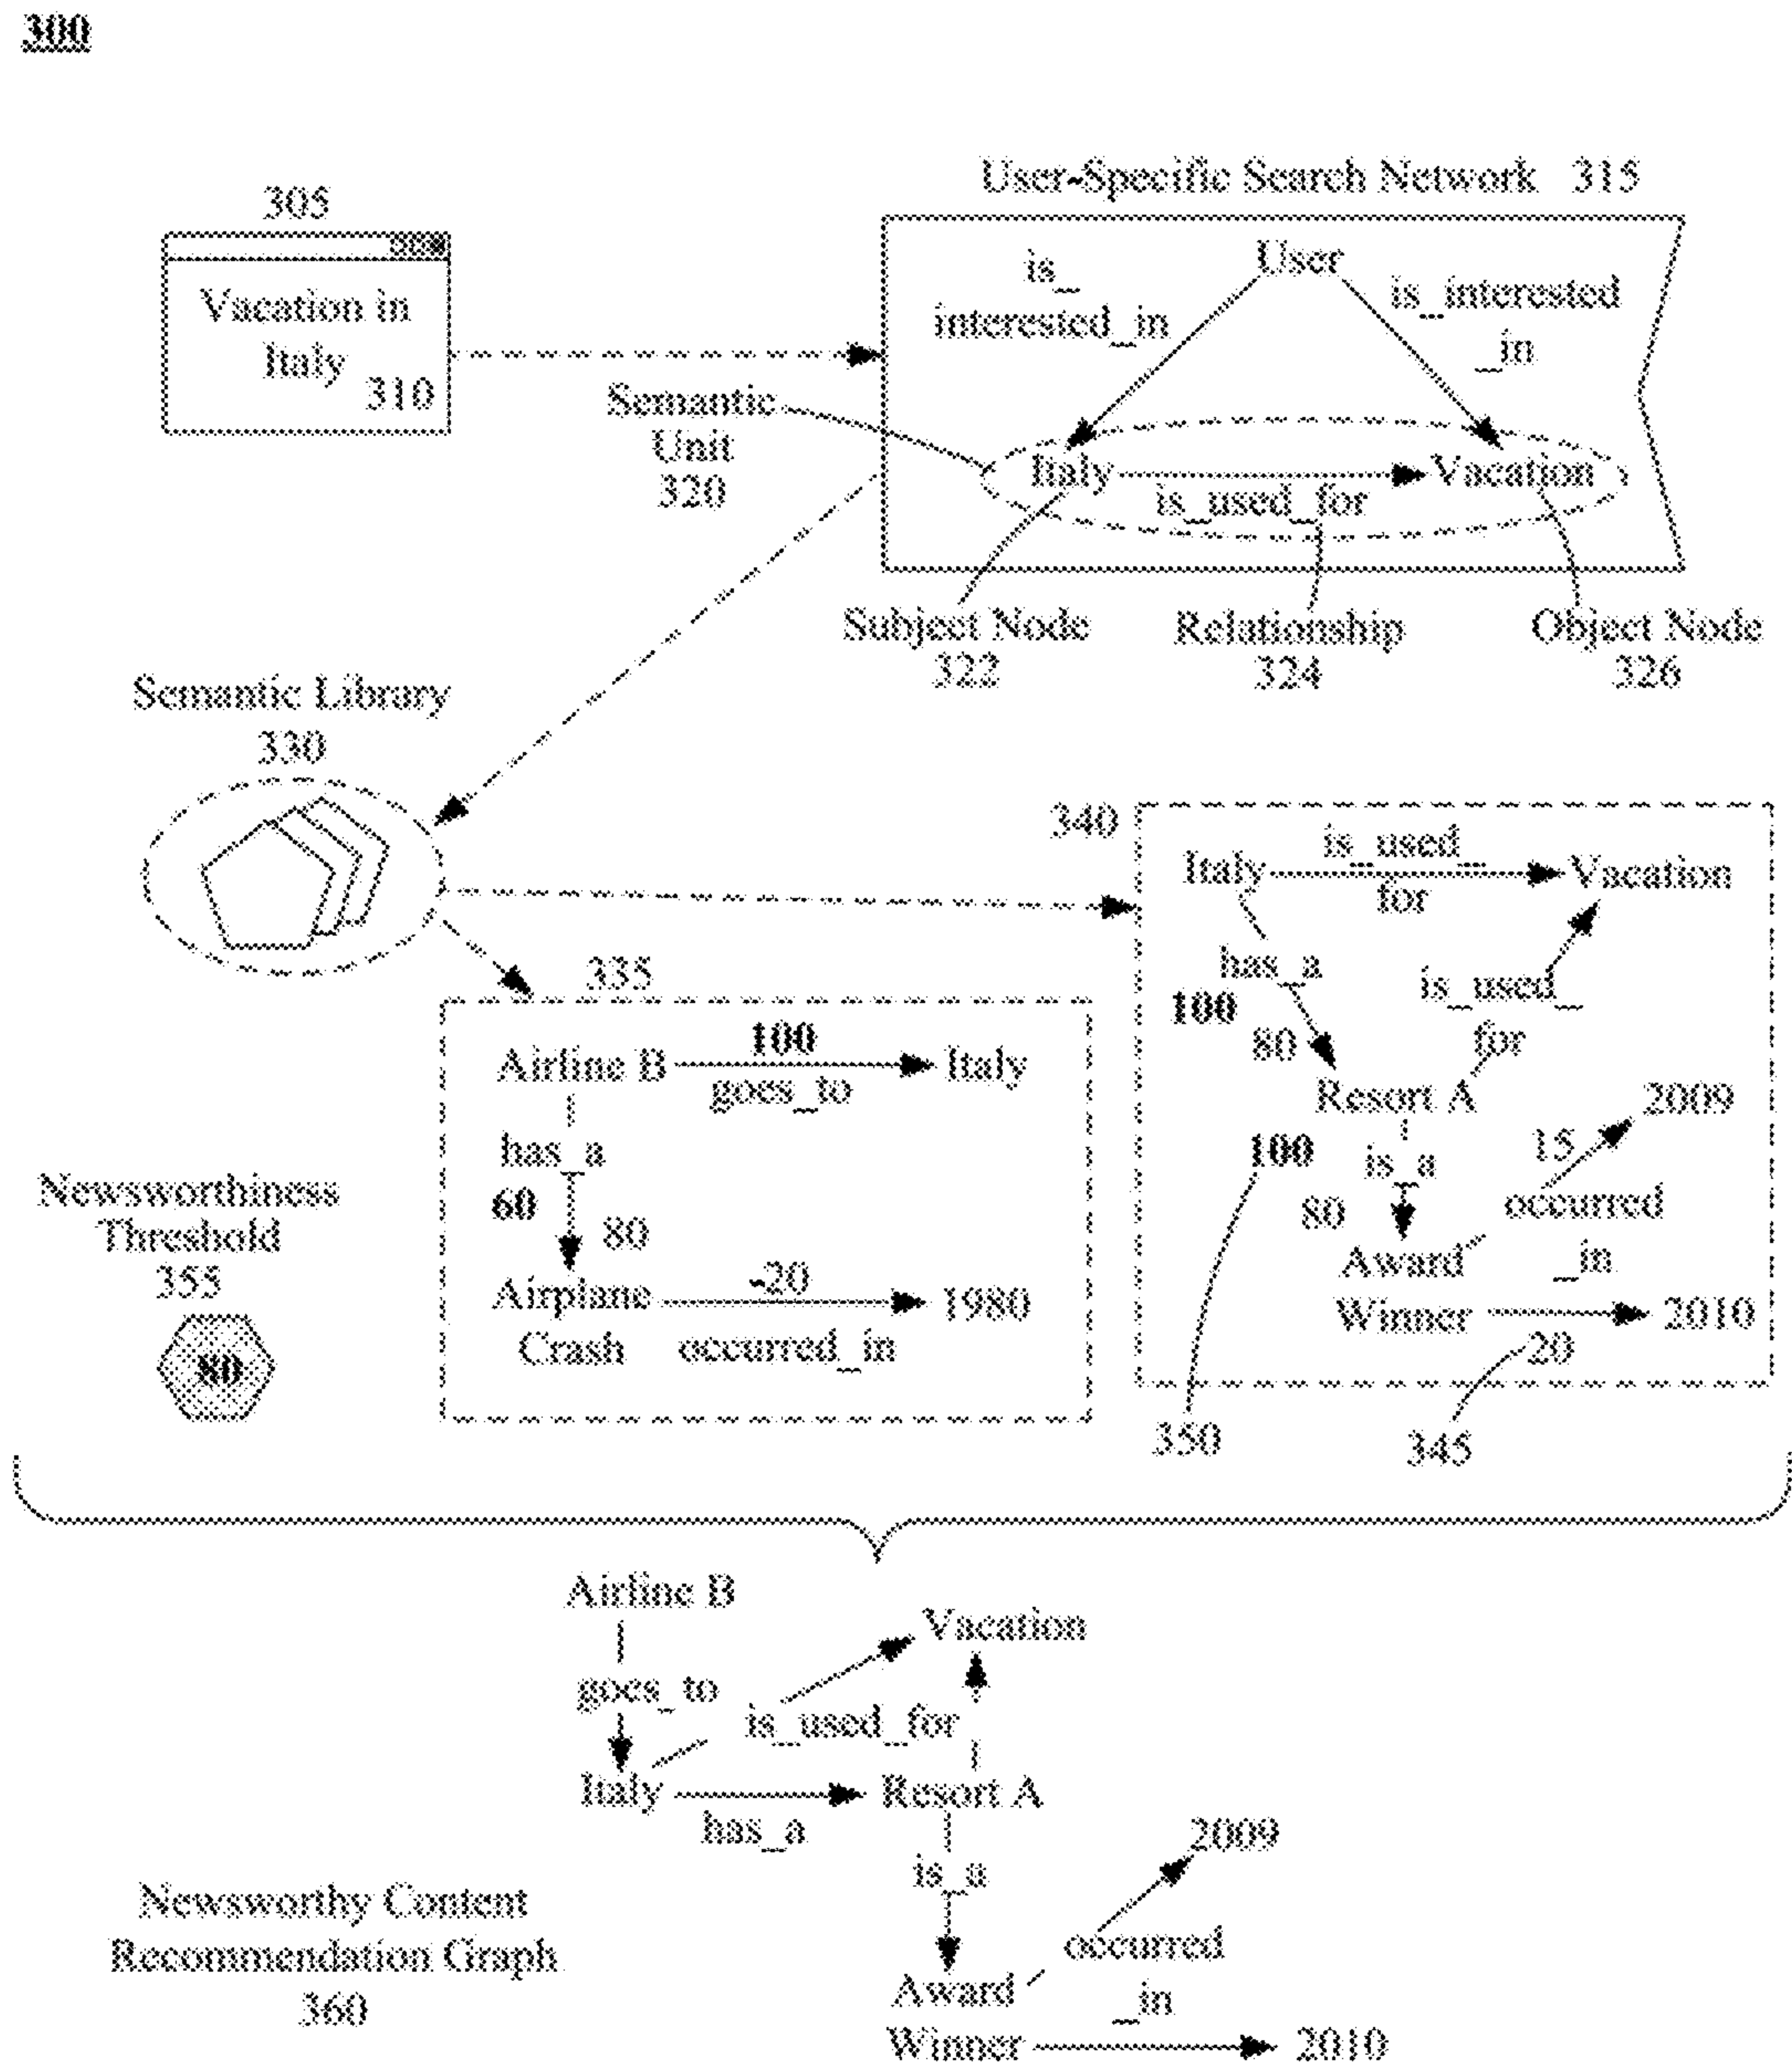 300
305
Vacation in
Italy
310
User-Specific Search Network 315
User
is_
interested_in
is_interested
_in
Semantic
Unit
320
Italy
Vacation
is_used_for
Subject Node
322
Relationship
324
Object Node
326
Semantic Library
330
335
Airline B
100
goes_to
Italy
has_a
60
80
Airplane
Crash
-20
occurred_in
1980
340
Italy
is_used_
for
Vacation
has_a
100
80
is_used_
for
Resort A
100
is_a
80
15
2009
occurred
_in
Award
Winner
2010
20
350
345
Newsworthiness
Threshold
355
80
Airline B
goes_to
Vacation
is_used_for
Italy
has_a
Resort A
is_a
2009
occurred
_in
Award
Winner
2010
Newsworthy Content
Recommendation Graph
360